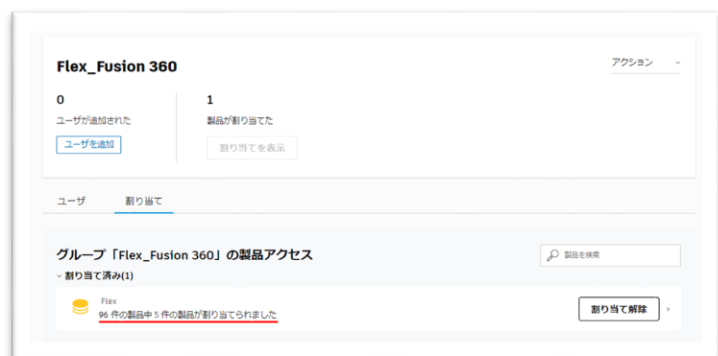 Flex_Fusion 360
アクション
0
1
ユーザが追加された
製品が割り当てた
ユーザを追加
割り当てを表示
ユーザ
割り当て
グループ「Flex_Fusion 360」の製品アクセス
製品を検索
割り当て済み(1)
Flex
96 件の製品中 5 件の製品が割り当てられました
割り当て解除